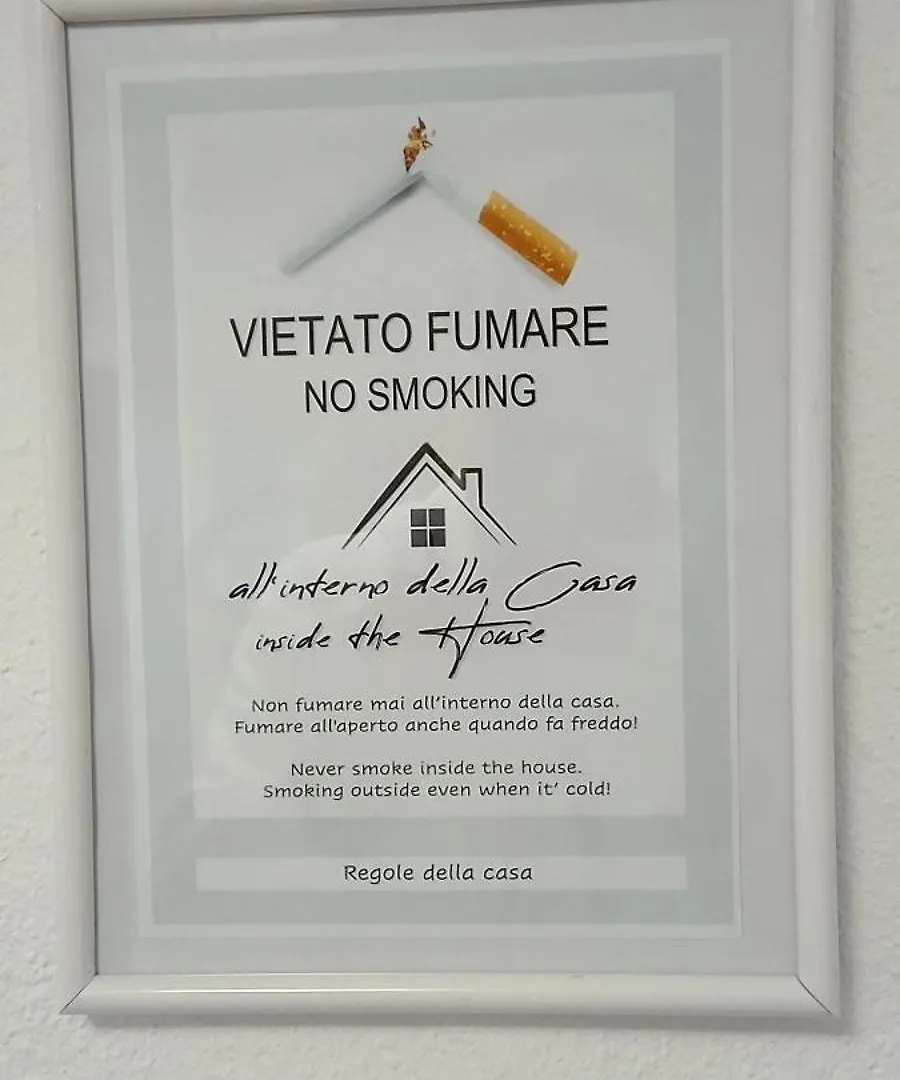 VIETATO FUMARE
NO SMOKING
all'interno della Casa
inside the House
Non fumare mai all'interno della casa.
Fumare all'aperto anche quando fa freddo!
Never smoke inside the house.
Smoking outside even when it' cold!
Regole della casa